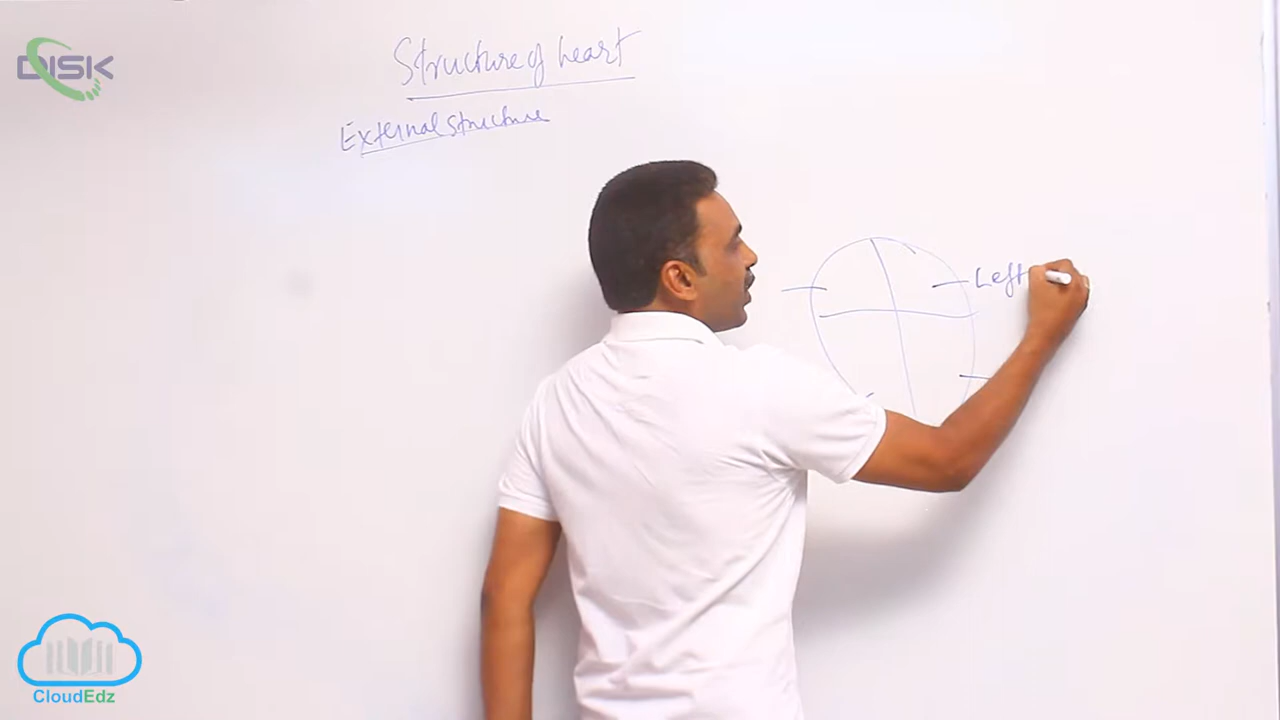 DISK
Structure of heart
External structure
Left
CloudEdz